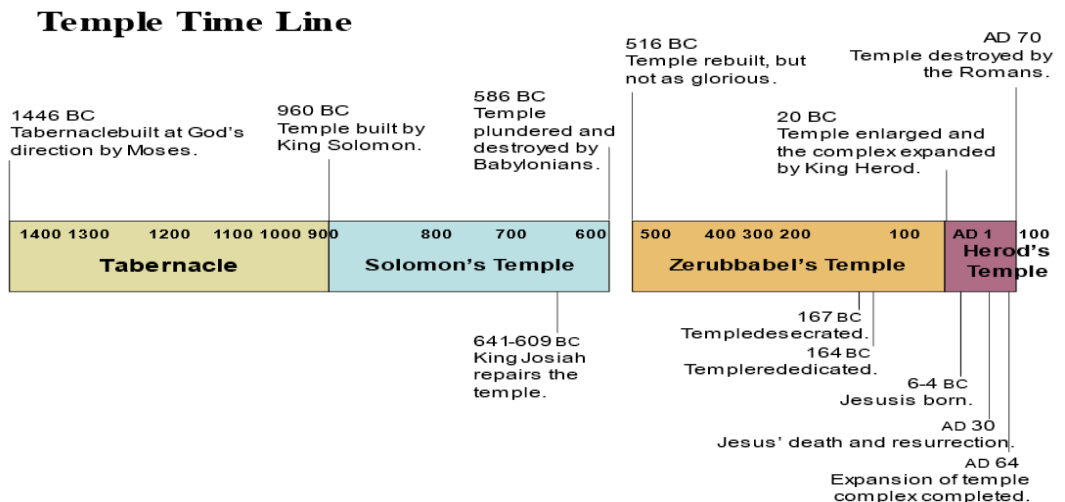 Temple Time Line
1446 BC
Tabernaclebuilt at God's
direction by Moses.
960 BC
Temple built by
King Solomon.
586 BC
Temple
plundered and
destroyed by
Babylonians.
516 BC
Temple rebuilt, but
not as glorious.
20 BC
Temple enlarged and
the complex expanded
by King Herod.
AD 70
Temple destroyed by
the Romans.
1400 1300 1200 1100 1000 900 800 700 600 500 400 300 200 100 AD 1 100
Tabernacle
Solomon's Temple
Zerubbabel's Temple
Herod's
Temple
641-609 BC
King Josiah
repairs the
temple.
167 BC
Templedesecrated.
164 BC
Templerededicated.
6-4 BC
Jesusis born.
AD 30
Jesus' death and resurrection.
AD 64
Expansion of temple
complex completed.